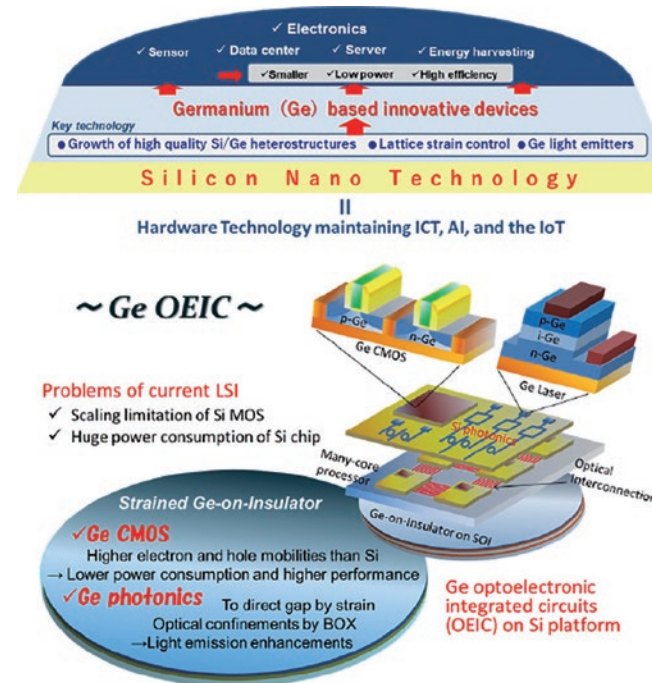 ✓ Electronics
✓ Sensor ✓ Data center ✓ Server ✓ Energy harvesting
✓Smaller ✓Low power ✓High efficiency
Germanium (Ge) based innovative devices
Key technology
● Growth of high quality Si/Ge heterostructures ● Lattice strain control ● Ge light emitters
Silicon Nano Technology
=
Hardware Technology maintaining ICT, AI, and the IoT
~ Ge OEIC ~
p-Ge
n-Ge
Ge CMOS
p-Ge
i-Ge
n-Ge
Ge Laser
Problems of current LSI
✓ Scaling limitation of Si MOS
✓ Huge power consumption of Si chip
Si photonics
Many-core
processor
Optical
Interconnection
Ge-on-Insulator on SOI
Strained Ge-on-Insulator
✓Ge CMOS
Higher electron and hole mobilities than Si
→ Lower power consumption and higher performance
✓Ge photonics To direct gap by strain
Optical confinements by BOX
→Light emission enhancements
Ge optoelectronic
integrated circuits
(OEIC) on Si platform